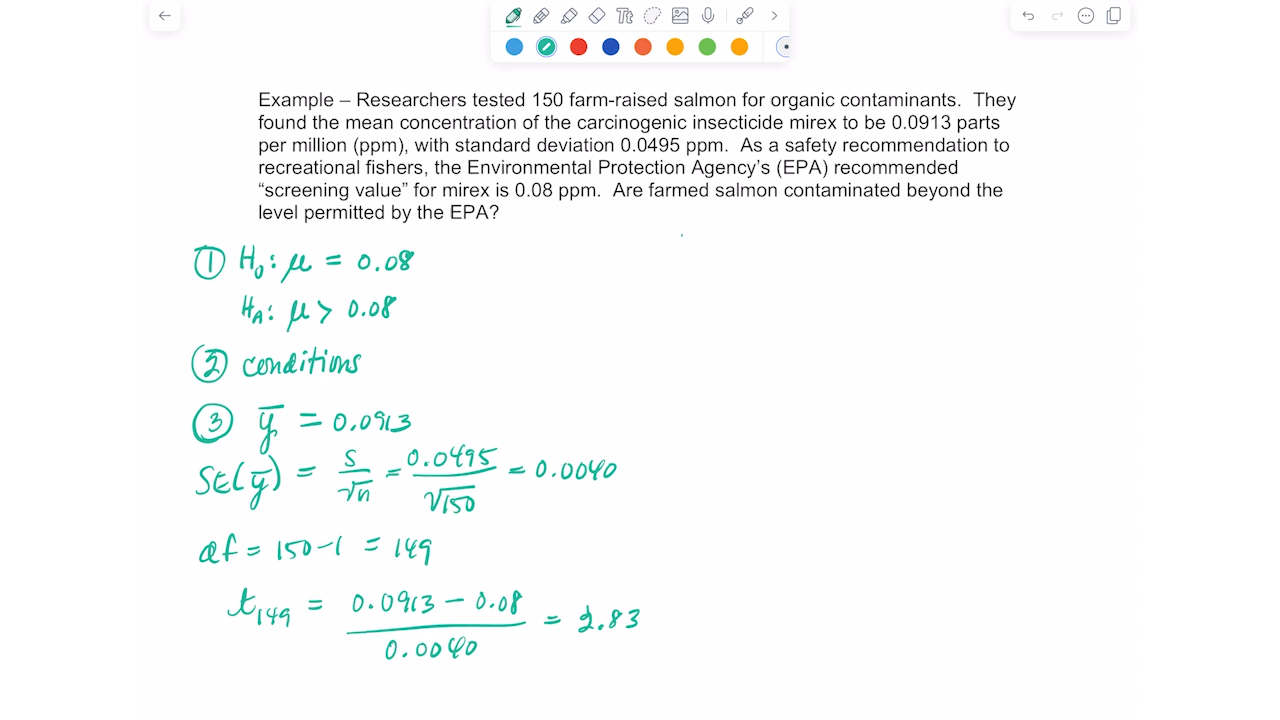 Tt
Example – Researchers tested 150 farm-raised salmon for organic contaminants. They
found the mean concentration of the carcinogenic insecticide mirex to be 0.0913 parts
per million (ppm), with standard deviation 0.0495 ppm. As a safety recommendation to
recreational fishers, the Environmental Protection Agency's (EPA) recommended
“screening value” for mirex is 0.08 ppm. Are farmed salmon contaminated beyond the
level permitted by the EPA?
① H₀: μ = 0.08
H_A: μ > 0.08
② conditions
③ ȳ = 0.0913
SE(ȳ) = s/√n = 0.0495/√150 = 0.0040
df = 150 − 1 = 149
t₁₄₉ = (0.0913 − 0.08)/0.0040 = 2.83